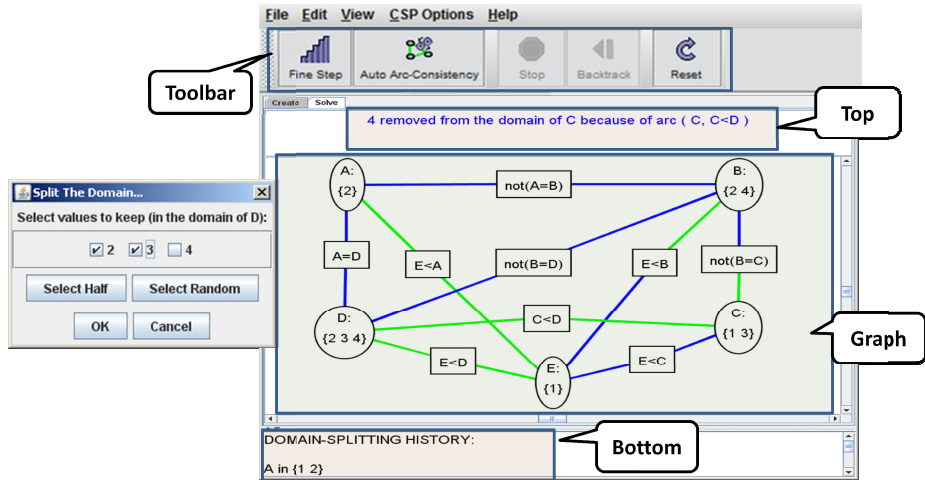 File Edit View CSP Options Help
Fine Step Auto Arc-Consistency Stop Backtrack Reset
Toolbar
Create Solve
4 removed from the domain of C because of arc ( C, C<D )
Top
A:
{2}
not(A=B)
B:
{2 4}
Split The Domain...
Select values to keep (in the domain of D):
2 3 4
Select Half Select Random
OK Cancel
A=D
E<A
not(B=D)
E<B
not(B=C)
D:
{2 3 4}
C<D
C:
{1 3}
E<D
E:
{1}
E<C
Graph
DOMAIN-SPLITTING HISTORY:
A in {1 2}
Bottom